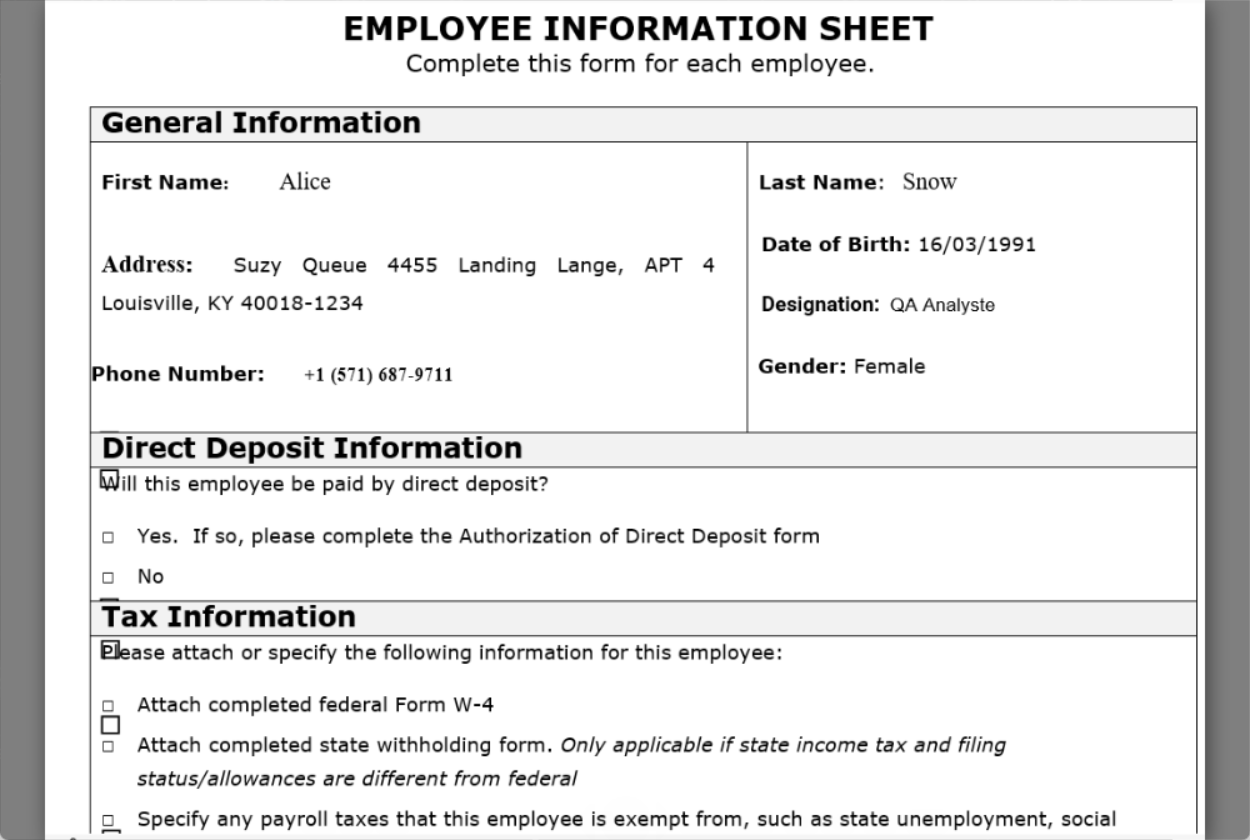 EMPLOYEE INFORMATION SHEET
Complete this form for each employee.
General Information
First Name: Alice
Address: Suzy Queue 4455 Landing Lange, APT 4
Louisville, KY 40018-1234
Phone Number: +1 (571) 687-9711
Last Name: Snow
Date of Birth: 16/03/1991
Designation: QA Analyste
Gender: Female
Direct Deposit Information
Will this employee be paid by direct deposit?
Yes. If so, please complete the Authorization of Direct Deposit form
No
Tax Information
Please attach or specify the following information for this employee:
Attach completed federal Form W-4
Attach completed state withholding form. Only applicable if state income tax and filing
status/allowances are different from federal
Specify any payroll taxes that this employee is exempt from, such as state unemployment, social